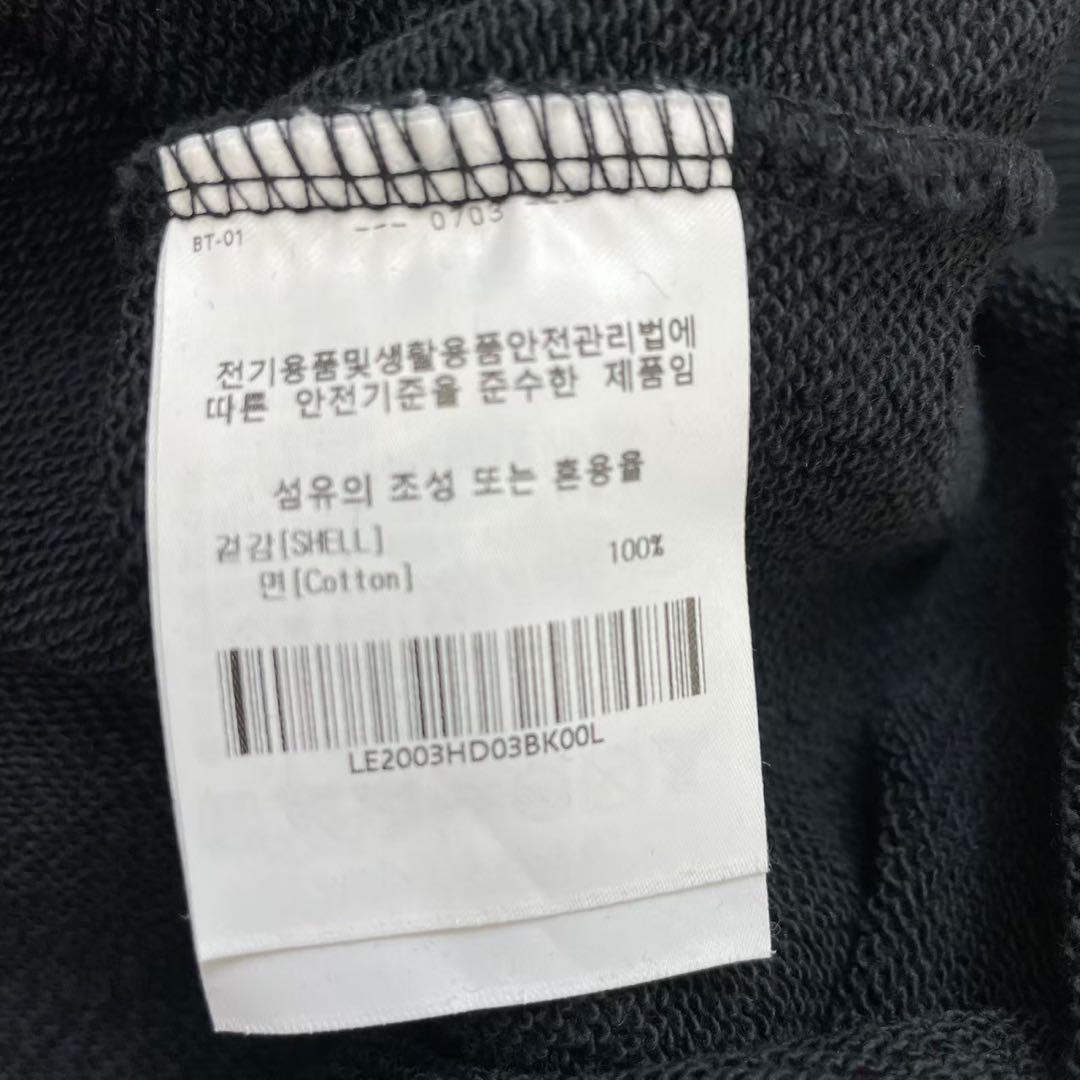 --- 0703 ---
BT-01
전기용품및생활용품안전관리법에
따른 안전기준을 준수한 제품임
섬유의 조성 또는 혼용율
겉감[SHELL]
면[Cotton] 100%
LE2003HD03BK00L